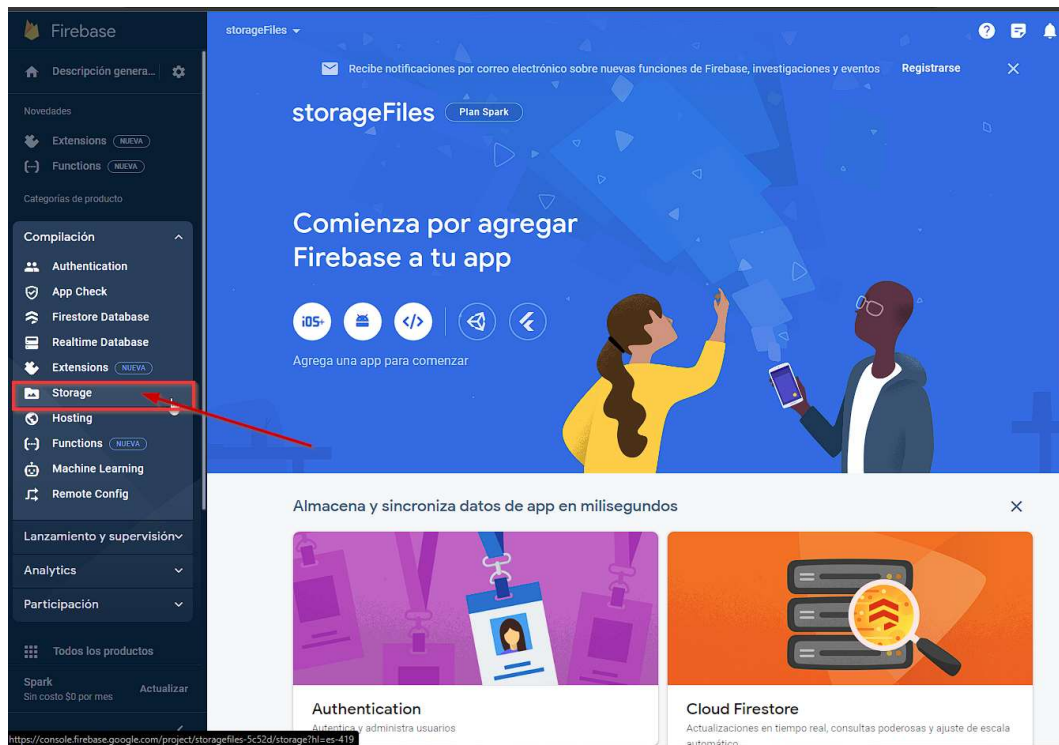 Firebase
Descripción genera...
Novedades
Extensions NUEVA
Functions NUEVA
Categorías de producto
Compilación
Authentication
App Check
Firestore Database
Realtime Database
Extensions NUEVA
Storage
Hosting
Functions NUEVA
Machine Learning
Remote Config
Lanzamiento y supervisión
Analytics
Participación
Todos los productos
Spark
Sin costo $0 por mes
Actualizar
https://console.firebase.google.com/project/storagefiles-5c52d/storage?hl=es-419
storageFiles
Recibe notificaciones por correo electrónico sobre nuevas funciones de Firebase, investigaciones y eventos Registrarse
storageFiles Plan Spark
Comienza por agregar
Firebase a tu app
iOS+
Agrega una app para comenzar
Almacena y sincroniza datos de app en milisegundos
Authentication
Autentica y administra usuarios
Cloud Firestore
Actualizaciones en tiempo real, consultas poderosas y ajuste de escala
automático